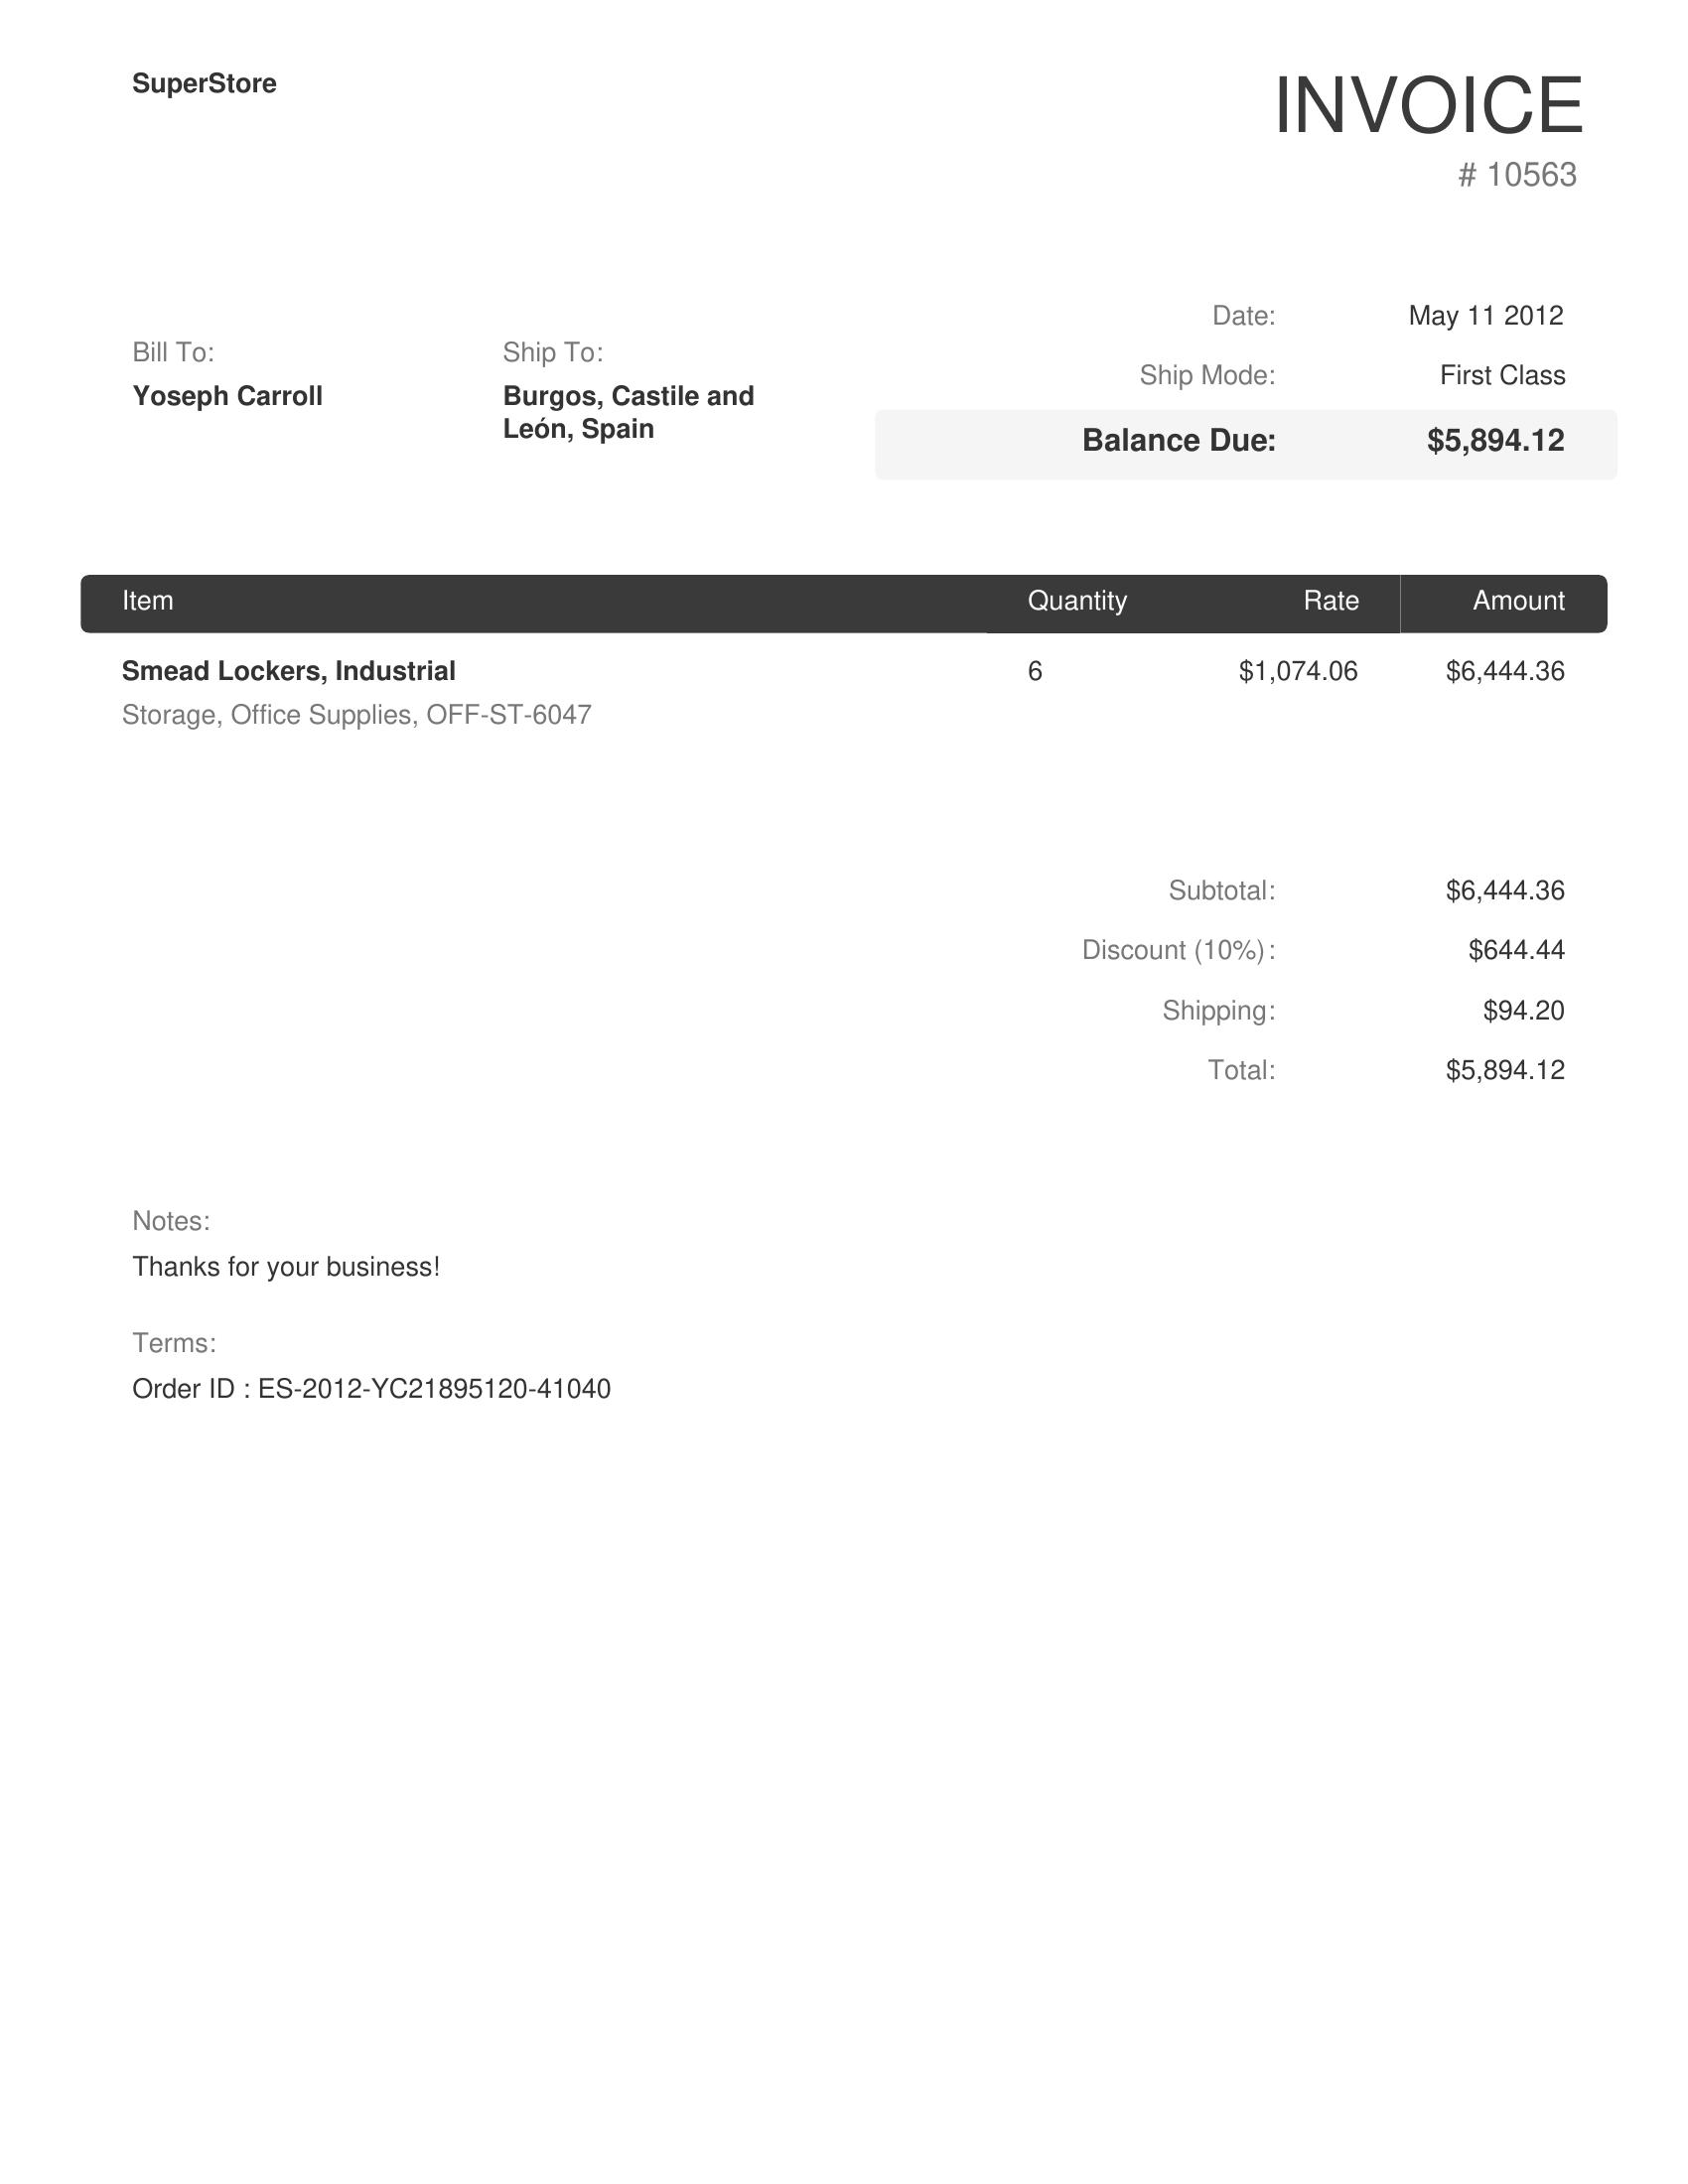 SuperStore
INVOICE
# 10563
Date: May 11 2012
Ship Mode: First Class
Balance Due: $5,894.12
Bill To:
Yoseph Carroll
Ship To:
Burgos, Castile and
León, Spain
Item Quantity Rate Amount
Smead Lockers, Industrial 6 $1,074.06 $6,444.36
Storage, Office Supplies, OFF-ST-6047
Subtotal: $6,444.36
Discount (10%): $644.44
Shipping: $94.20
Total: $5,894.12
Notes:
Thanks for your business!
Terms:
Order ID : ES-2012-YC21895120-41040